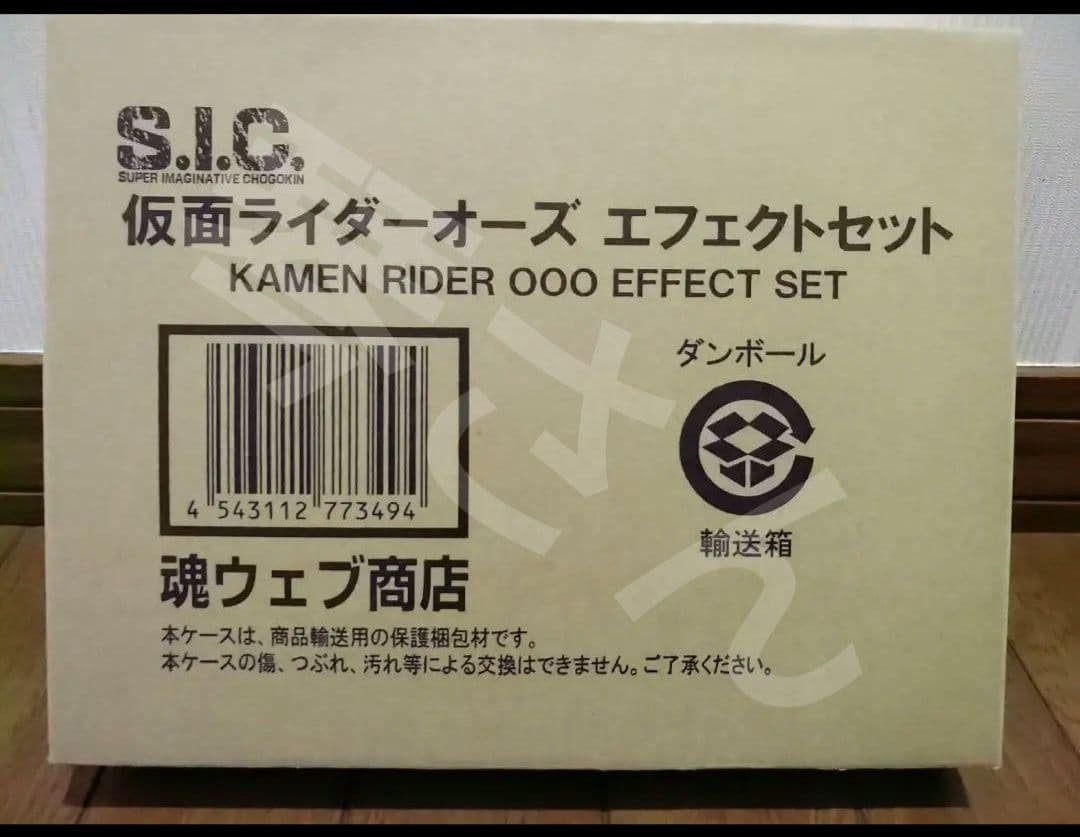 S.I.C.
SUPER IMAGINATIVE CHOGOKIN
仮面ライダーオーズ エフェクトセット
KAMEN RIDER OOO EFFECT SET
ダンボール
4 543112 773494
輸送箱
魂ウェブ商店
本ケースは、商品輸送用の保護梱包材です。
本ケースの傷、つぶれ、汚れ等による交換はできません。ご了承ください。